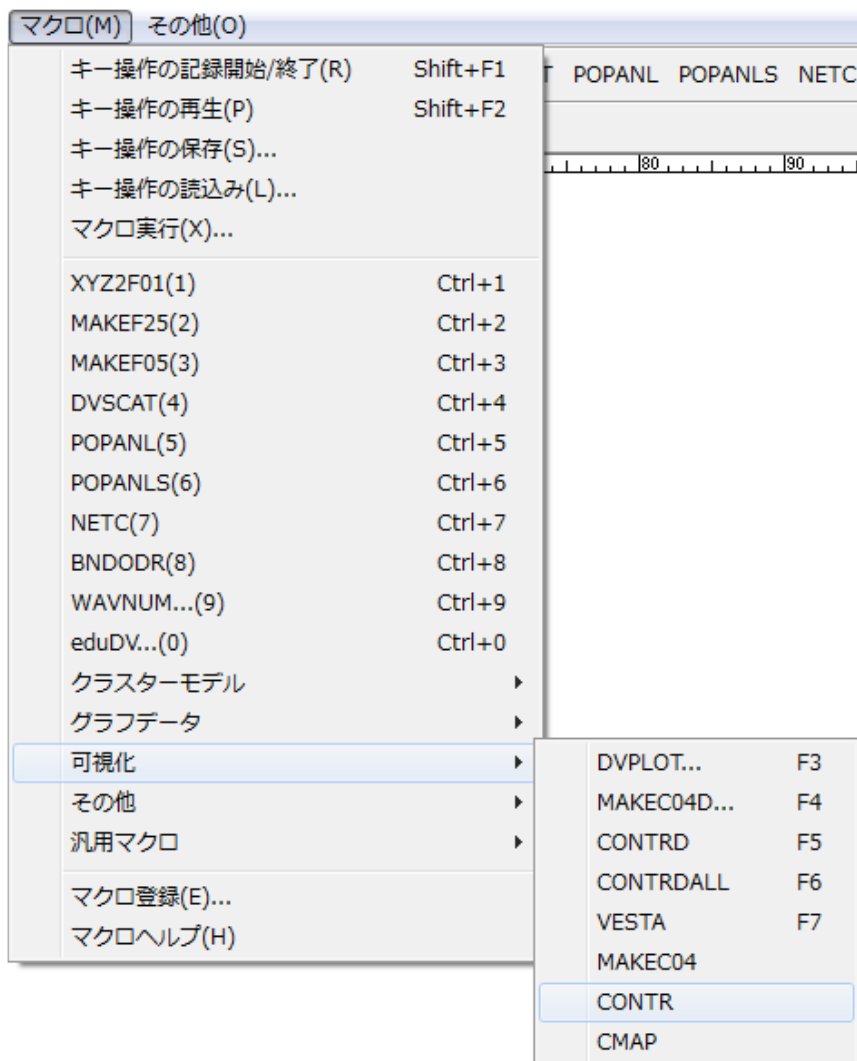 マクロ(M) その他(O)
キー操作の記録開始/終了(R) Shift+F1
POPANL POPANLS NETC
キー操作の再生(P) Shift+F2
キー操作の保存(S)...
80 90
キー操作の読込み(L)...
マクロ実行(X)...
XYZ2F01(1) Ctrl+1
MAKEF25(2) Ctrl+2
MAKEF05(3) Ctrl+3
DVSCAT(4) Ctrl+4
POPANL(5) Ctrl+5
POPANLS(6) Ctrl+6
NETC(7) Ctrl+7
BNDODR(8) Ctrl+8
WAVNUM...(9) Ctrl+9
eduDV...(0) Ctrl+0
クラスターモデル
グラフデータ
可視化
その他
汎用マクロ
マクロ登録(E)...
マクロヘルプ(H)
DVPLOT... F3
MAKEC04D... F4
CONTRD F5
CONTRDALL F6
VESTA F7
MAKEC04
CONTR
CMAP